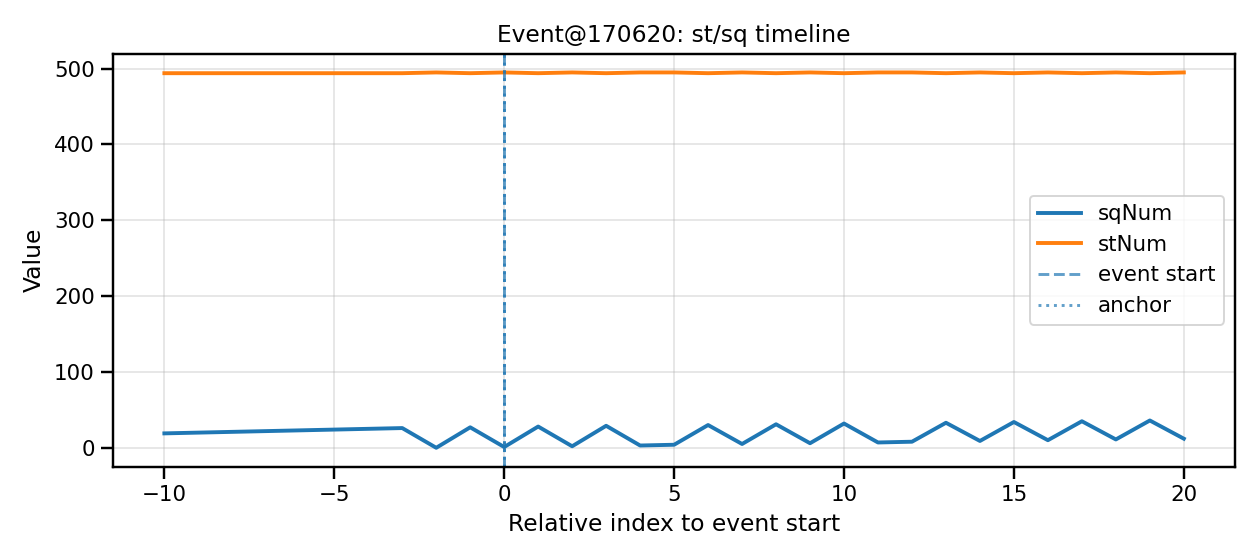 Event@170620: st/sq timeline
Value
500
400
300
200
100
0
sqNum
stNum
event start
anchor
−10 −5 0 5 10 15 20
Relative index to event start